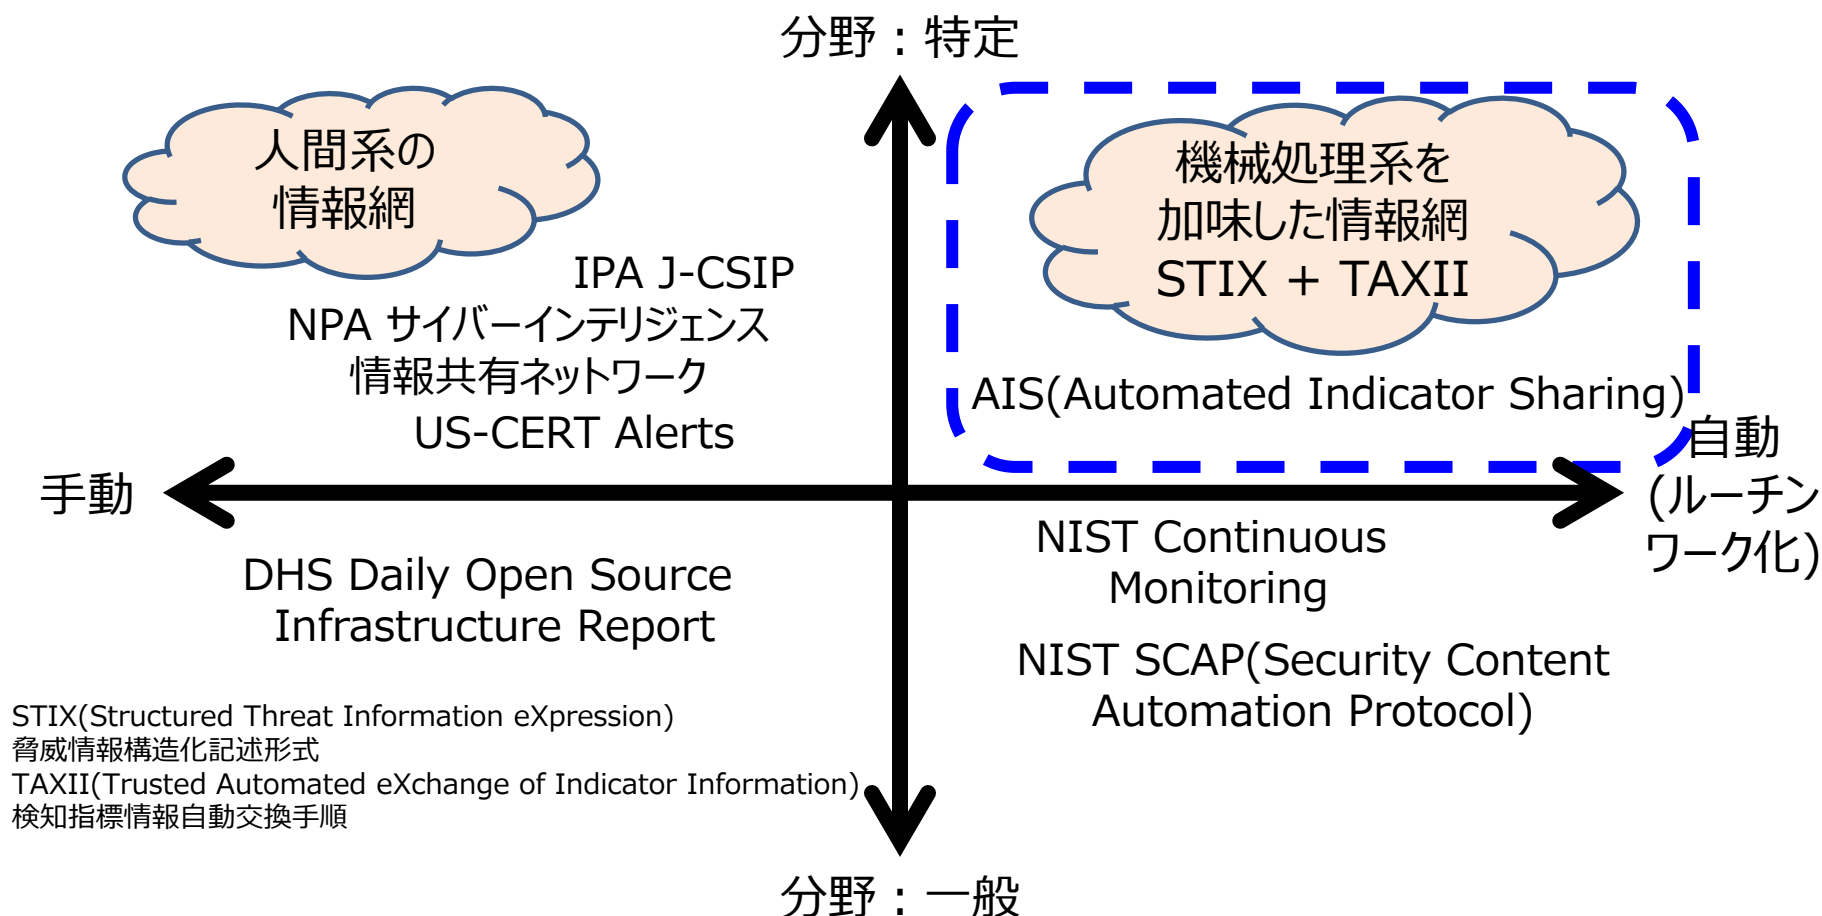 分野：特定
人間系の
情報網
機械処理系を
加味した情報網
STIX + TAXII
IPA J-CSIP
NPA サイバーインテリジェンス
情報共有ネットワーク
US-CERT Alerts
AIS(Automated Indicator Sharing)
手動
自動
(ルーチン
ワーク化)
DHS Daily Open Source
Infrastructure Report
NIST Continuous
Monitoring
NIST SCAP(Security Content
Automation Protocol)
STIX(Structured Threat Information eXpression)
脅威情報構造化記述形式
TAXII(Trusted Automated eXchange of Indicator Information)
検知指標情報自動交換手順
分野：一般